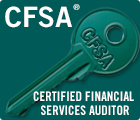 CFSA®
CFSA
CERTIFIED FINANCIAL
SERVICES AUDITOR